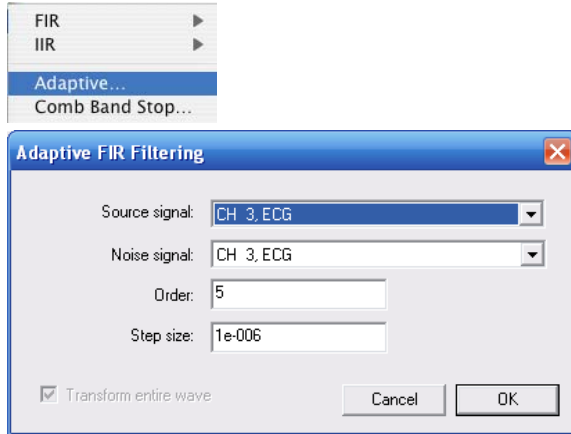 FIR
IIR
Adaptive...
Comb Band Stop...
Adaptive FIR Filtering
Source signal: CH 3, ECG
Noise signal: CH 3, ECG
Order: 5
Step size: 1e-006
Transform entire wave
Cancel OK